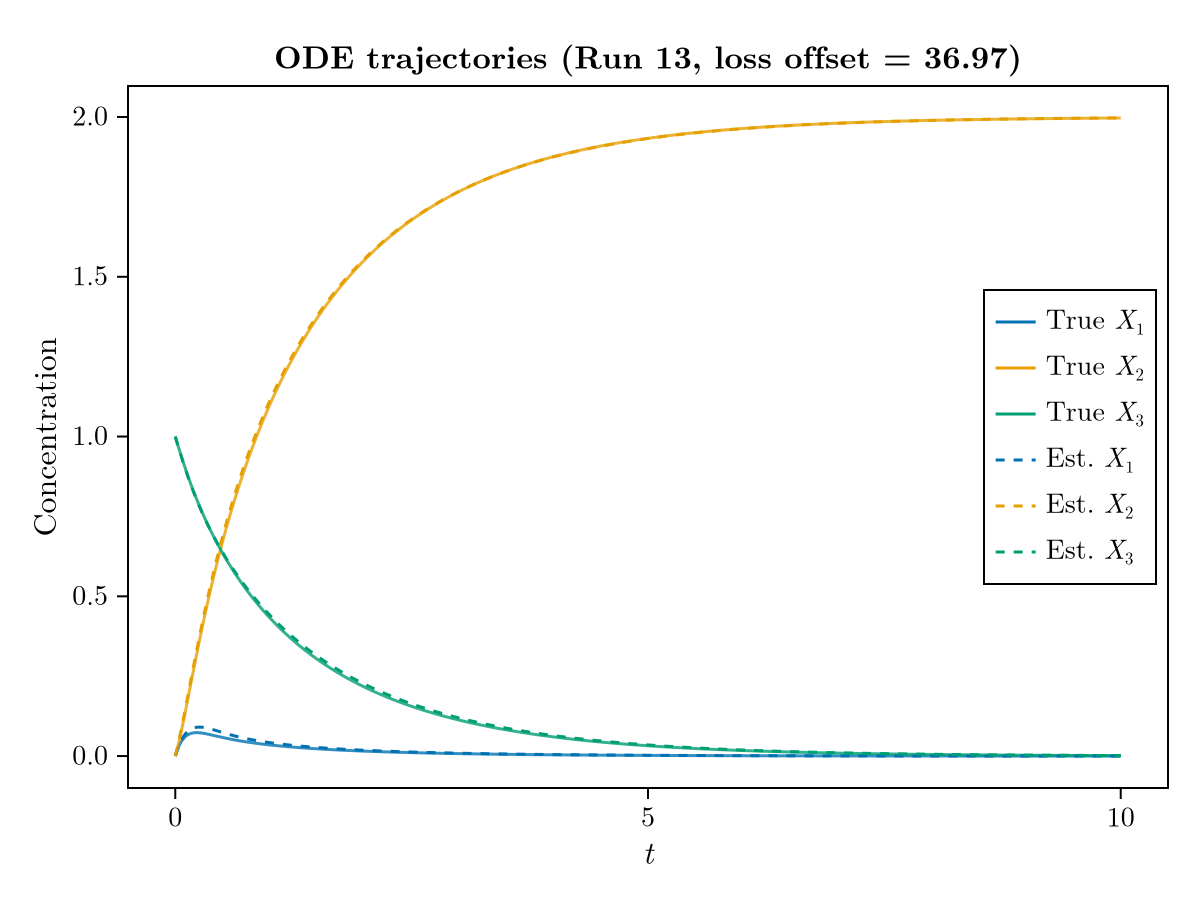 ODE trajectories (Run 13, loss offset = 36.97)
2.0
1.5
1.0
0.5
0.0
Concentration
0
5
10
t
True X₁
True X₂
True X₃
Est. X₁
Est. X₂
Est. X₃